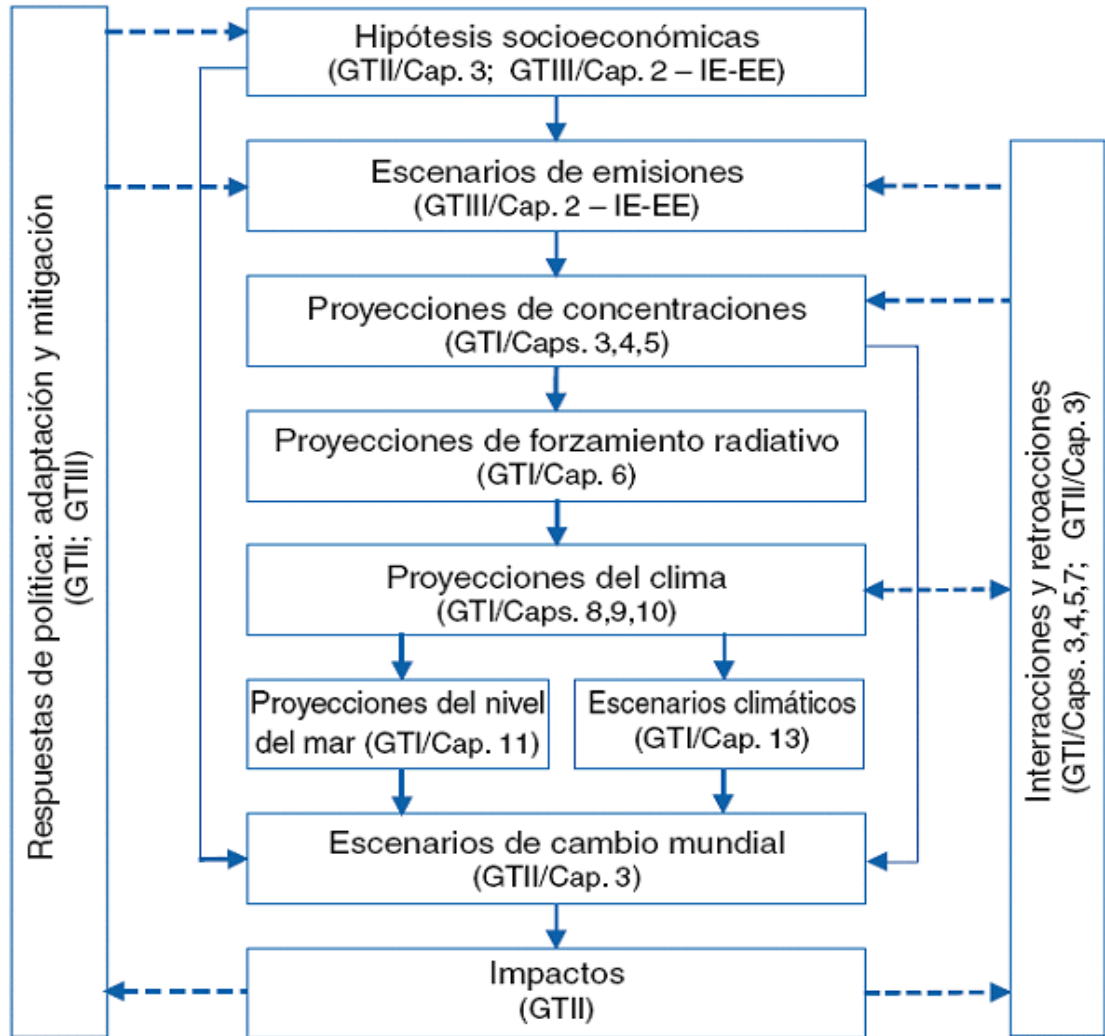 Hipótesis socioeconómicas
(GTII/Cap. 3; GTIII/Cap. 2 – IE-EE)
Escenarios de emisiones
(GTIII/Cap. 2 – IE-EE)
Proyecciones de concentraciones
(GTI/Caps. 3,4,5)
Proyecciones de forzamiento radiativo
(GTI/Cap. 6)
Proyecciones del clima
(GTI/Caps. 8,9,10)
Proyecciones del nivel
del mar (GTI/Cap. 11)
Escenarios climáticos
(GTI/Cap. 13)
Escenarios de cambio mundial
(GTII/Cap. 3)
Impactos
(GTII)
Respuestas de política: adaptación y mitigación
(GTII; GTIII)
Interracciones y retroacciones
(GTI/Caps. 3,4,5,7; GTII/Cap. 3)